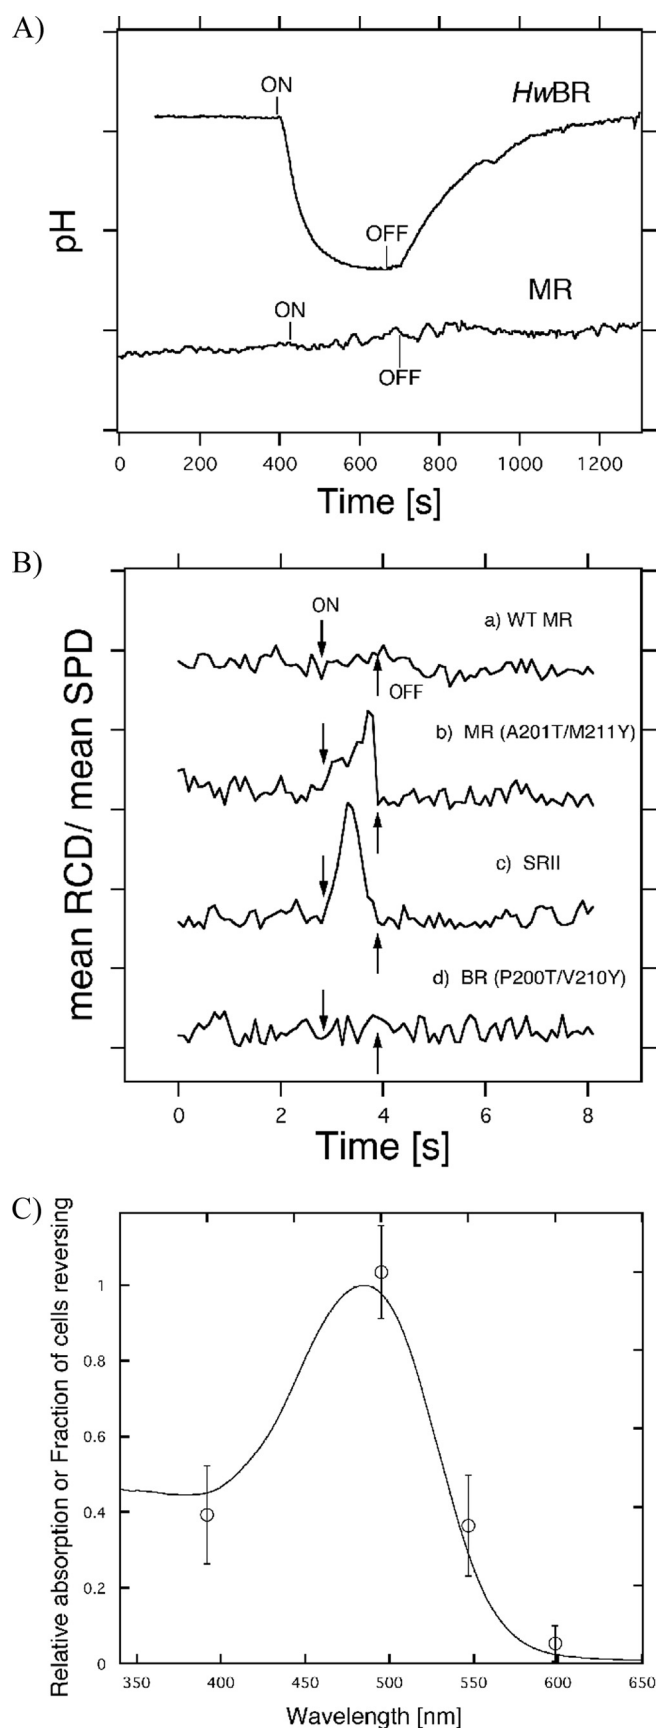 A)
ON
HwBR
OFF
MR
ON
OFF
pH
0 200 400 600 800 1000 1200
Time [s]
B)
ON
a) WT MR
OFF
b) MR (A201T/M211Y)
c) SRII
d) BR (P200T/V210Y)
mean RCD/ mean SPD
0 2 4 6 8
Time [s]
C)
Relative absorption or Fraction of cells reversing
1
0.8
0.6
0.4
0.2
0
350 400 450 500 550 600 650
Wavelength [nm]